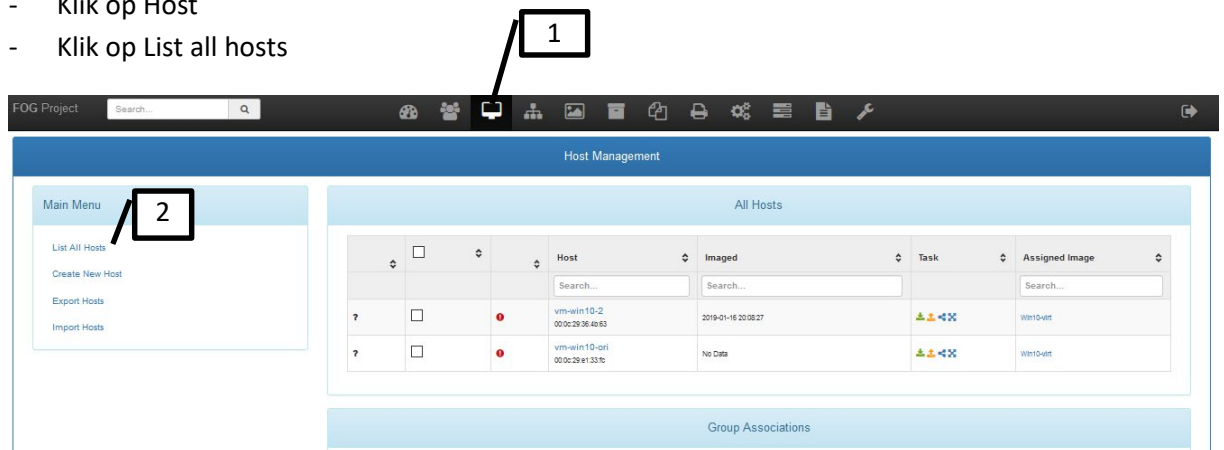 - Klik op Host
- Klik op List all hosts
1
FOG Project Search...
Host Management
Main Menu
2
All Hosts
List All Hosts
Create New Host
Export Hosts
Import Hosts
Host Imaged Task Assigned Image
Search... Search... Search...
? vm-win10-2 2019-01-16 20:08:27 Win10-virt
00:0c:29:36:4b:63
? vm-win10-ori No Data Win10-virt
00:0c:29:e1:33:fc
Group Associations